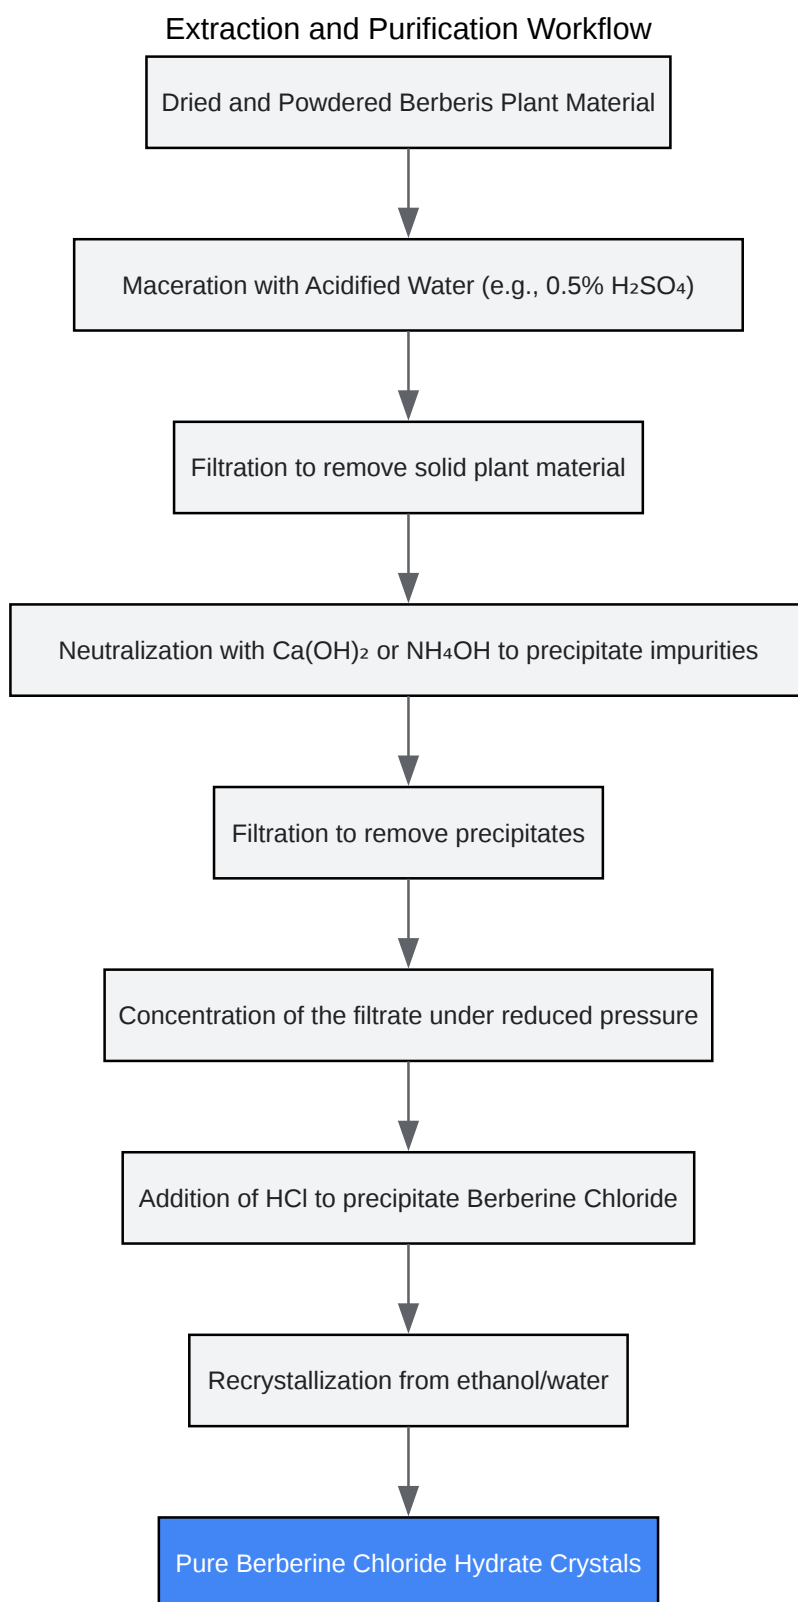 Extraction and Purification Workflow
Dried and Powdered Berberis Plant Material
Maceration with Acidified Water (e.g., 0.5% H₂SO₄)
Filtration to remove solid plant material
Neutralization with Ca(OH)₂ or NH₄OH to precipitate impurities
Filtration to remove precipitates
Concentration of the filtrate under reduced pressure
Addition of HCl to precipitate Berberine Chloride
Recrystallization from ethanol/water
Pure Berberine Chloride Hydrate Crystals